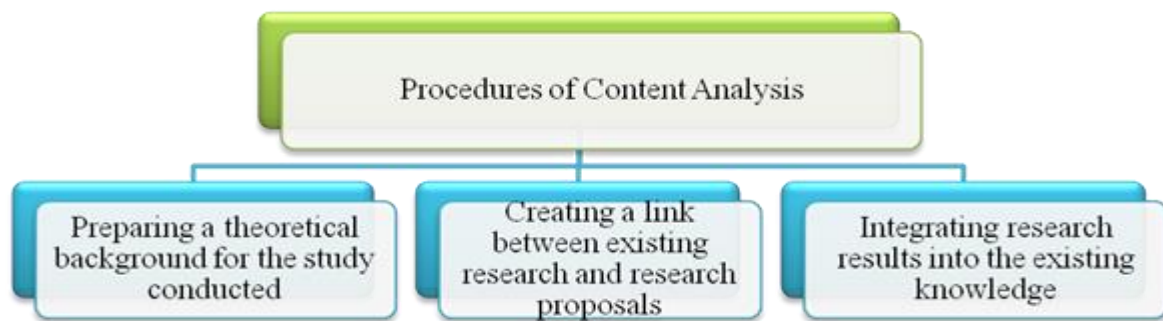 Procedures of Content Analysis
Preparing a theoretical
background for the study
conducted
Creating a link
between existing
research and research
proposals
Integrating research
results into the existing
knowledge